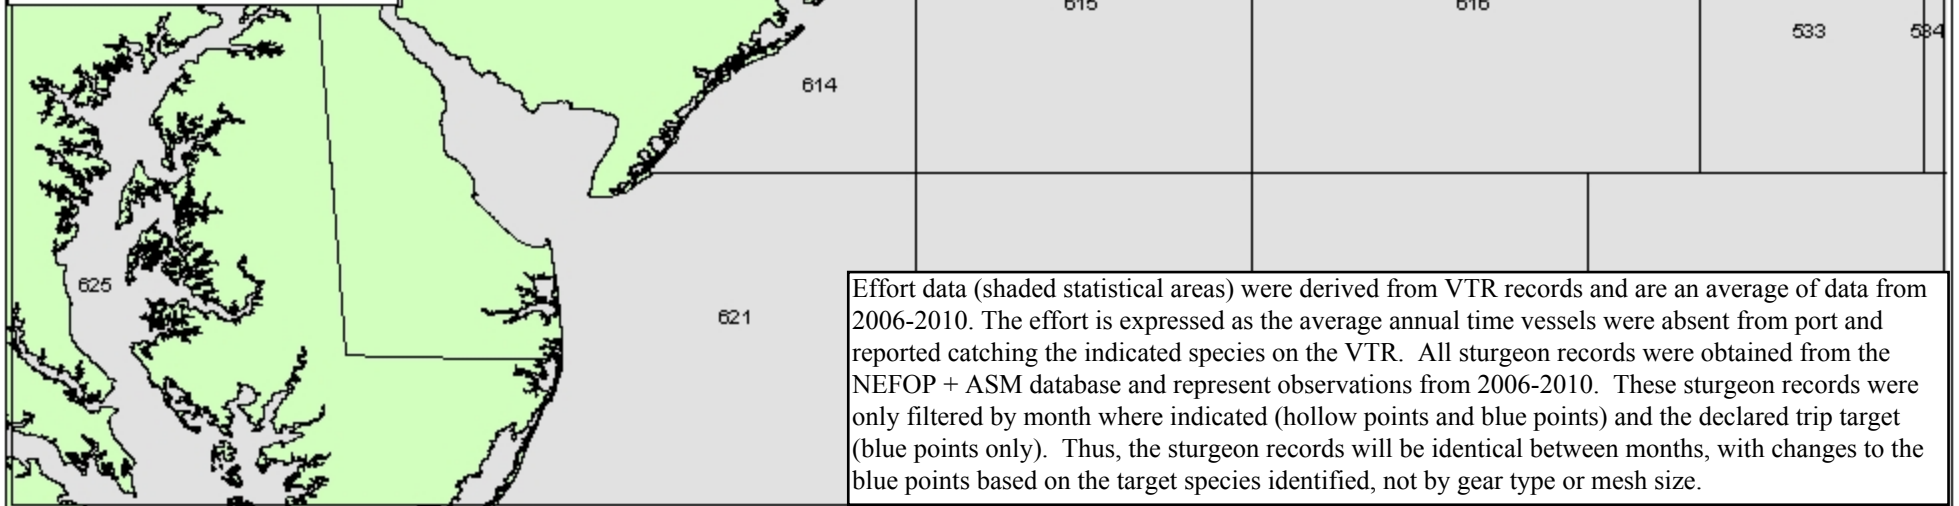 615
616
533
534
614
625
621
Effort data (shaded statistical areas) were derived from VTR records and are an average of data from
2006-2010. The effort is expressed as the average annual time vessels were absent from port and
reported catching the indicated species on the VTR.  All sturgeon records were obtained from the
NEFOP + ASM database and represent observations from 2006-2010.  These sturgeon records were
only filtered by month where indicated (hollow points and blue points) and the declared trip target
(blue points only).  Thus, the sturgeon records will be identical between months, with changes to the
blue points based on the target species identified, not by gear type or mesh size.